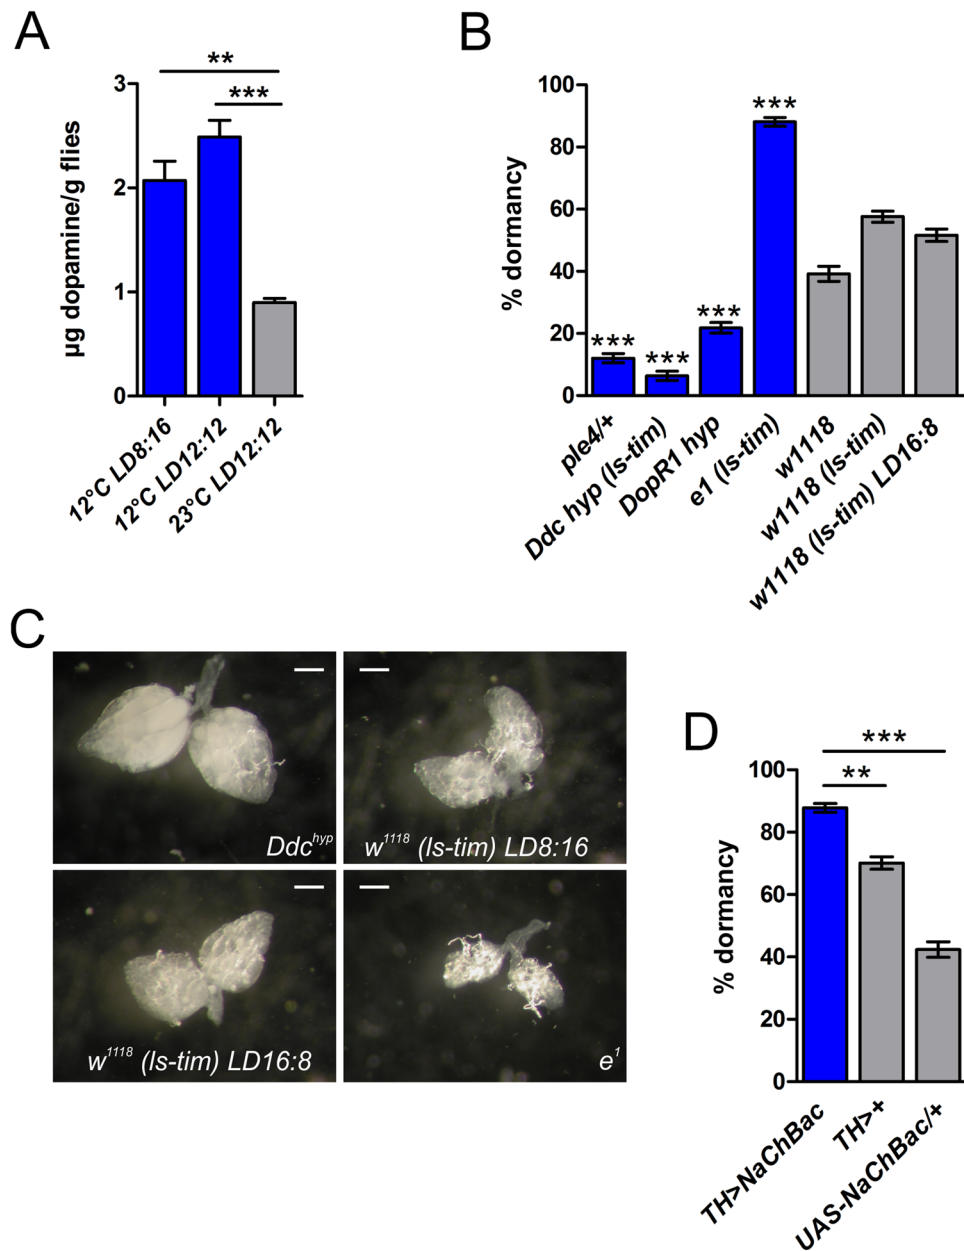 A
µg dopamine/g flies
3
2
1
0
**
***
12°C LD8:16
12°C LD12:12
23°C LD12:12
B
% dormancy
100
80
60
40
20
0
***
***
***
***
ple4/+
Ddc hyp (ls-tim)
DopR1 hyp
e1 (ls-tim)
w1118
w1118 (ls-tim)
w1118 (ls-tim) LD16:8
C
Ddc^hyp
w^1118 (ls-tim) LD8:16
w^1118 (ls-tim) LD16:8
e^1
D
% dormancy
100
80
60
40
20
0
***
**
TH>NaChBac
TH>+
UAS-NaChBac/+